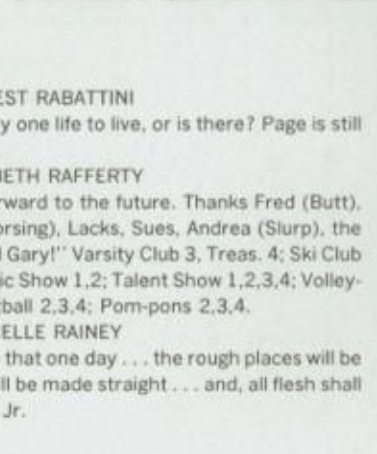 EST RABATTINI
y one life to live, or is there? Page is still
BETH RAFFERTY
rward to the future. Thanks Fred (Butt),
orsing), Lacks, Sues, Andrea (Slurp), the
l Gary!" Varsity Club 3, Treas. 4; Ski Club
ic Show 1,2; Talent Show 1,2,3,4; Volley-
tball 2,3,4; Pom-pons 2,3,4.
ELLE RAINEY
that one day . . . the rough places will be
ll be made straight . . . and, all flesh shall
Jr.